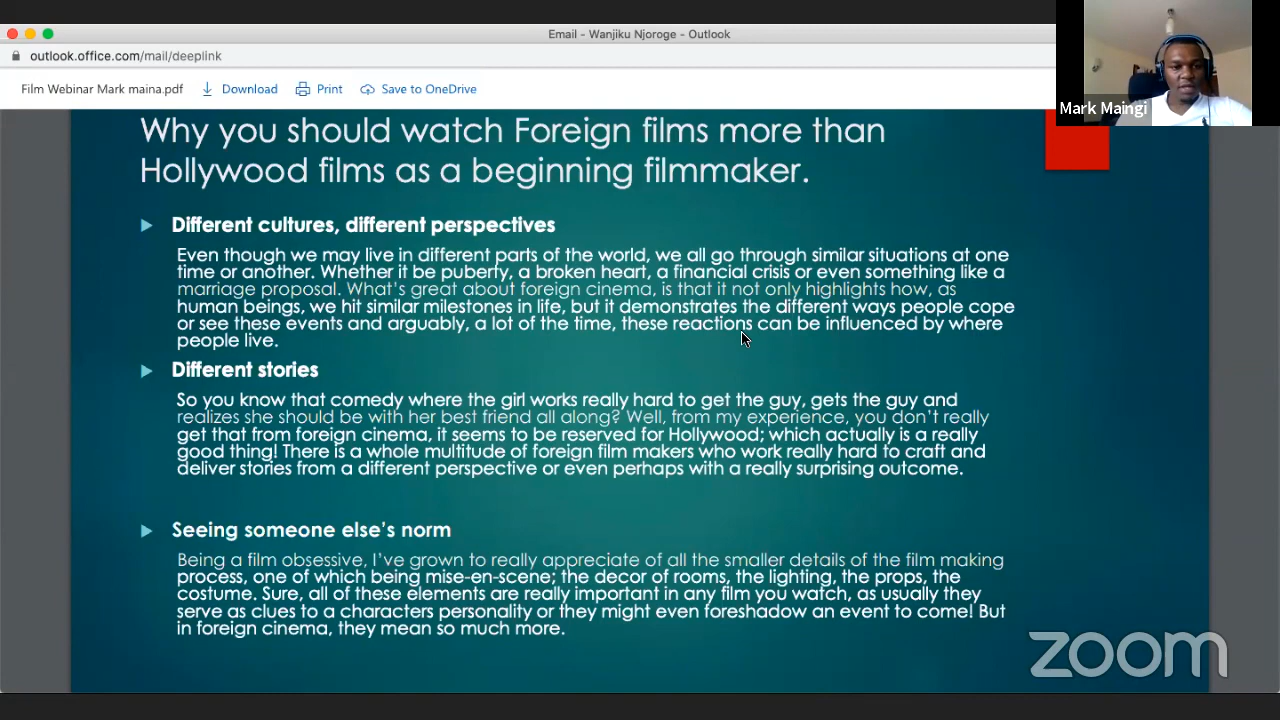 Email - Wanjiku Njoroge - Outlook
outlook.office.com/mail/deeplink
Film Webinar Mark maina.pdf
Download
Print
Save to OneDrive
Mark Maingi
Why you should watch Foreign films more than
Hollywood films as a beginning filmmaker.
Different cultures, different perspectives
Even though we may live in different parts of the world, we all go through similar situations at one
time or another. Whether it be puberty, a broken heart, a financial crisis or even something like a
marriage proposal. What's great about foreign cinema, is that it not only highlights how, as
human beings, we hit similar milestones in life, but it demonstrates the different ways people cope
or see these events and arguably, a lot of the time, these reactions can be influenced by where
people live.
Different stories
So you know that comedy where the girl works really hard to get the guy, gets the guy and
realizes she should be with her best friend all along? Well, from my experience, you don't really
get that from foreign cinema, it seems to be reserved for Hollywood; which actually is a really
good thing! There is a whole multitude of foreign film makers who work really hard to craft and
deliver stories from a different perspective or even perhaps with a really surprising outcome.
Seeing someone else's norm
Being a film obsessive, I've grown to really appreciate of all the smaller details of the film making
process, one of which being mise-en-scene; the decor of rooms, the lighting, the props, the
costume. Sure, all of these elements are really important in any film you watch, as usually they
serve as clues to a characters personality or they might even foreshadow an event to come! But
in foreign cinema, they mean so much more.
zoom